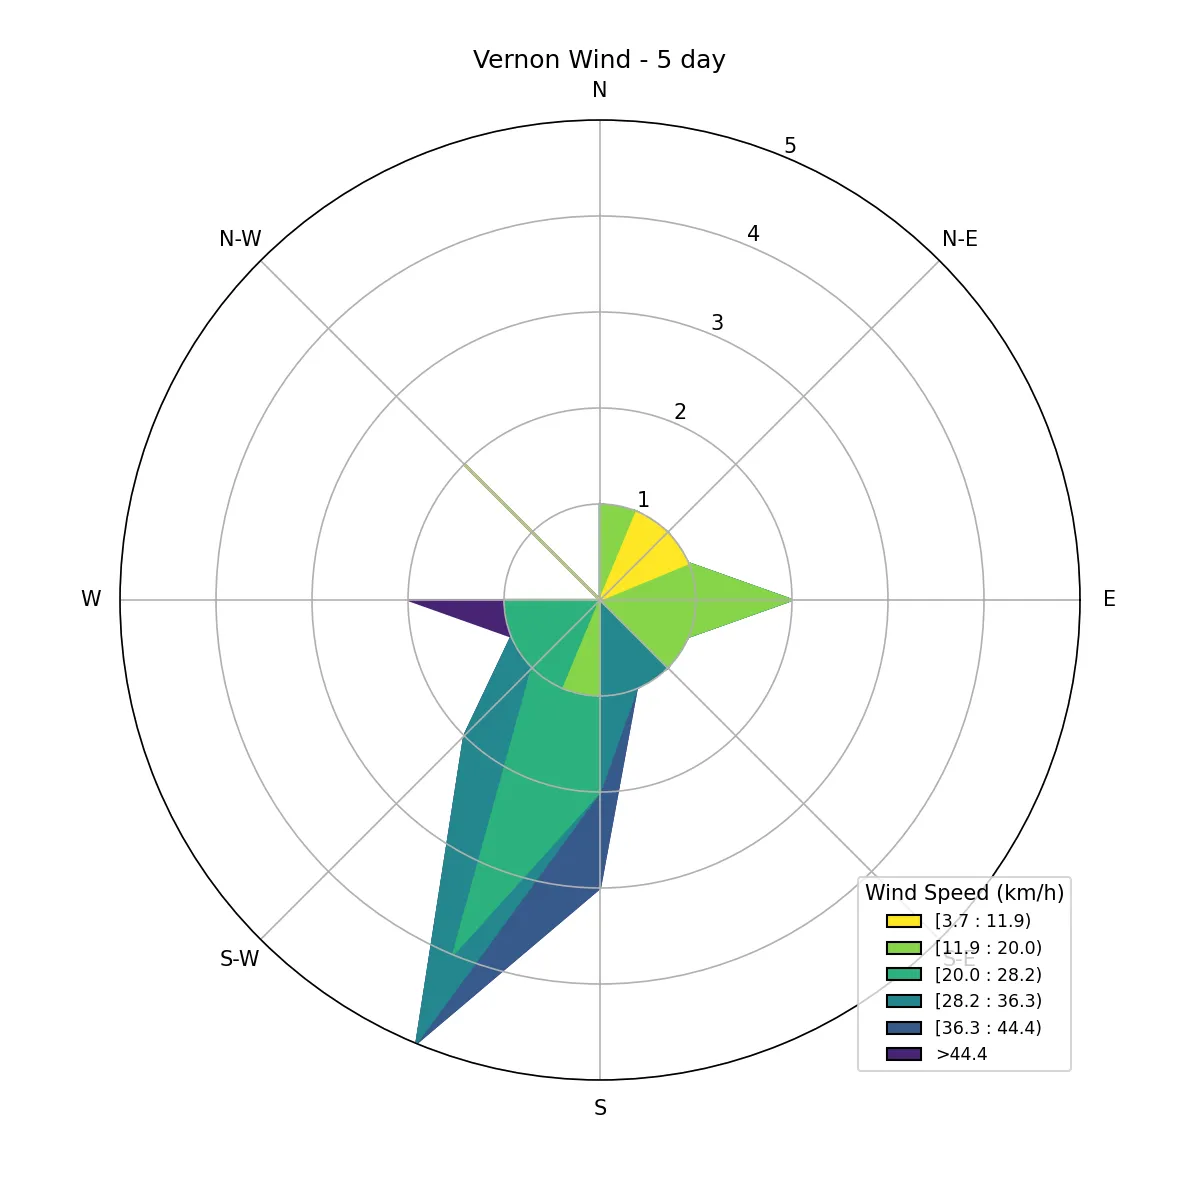 Vernon Wind - 5 day
N
5
N-W
N-E
4
3
2
1
W
E
Wind Speed (km/h)
[3.7 : 11.9)
[11.9 : 20.0)
S-W
S-E
[20.0 : 28.2)
[28.2 : 36.3)
[36.3 : 44.4)
>44.4
S